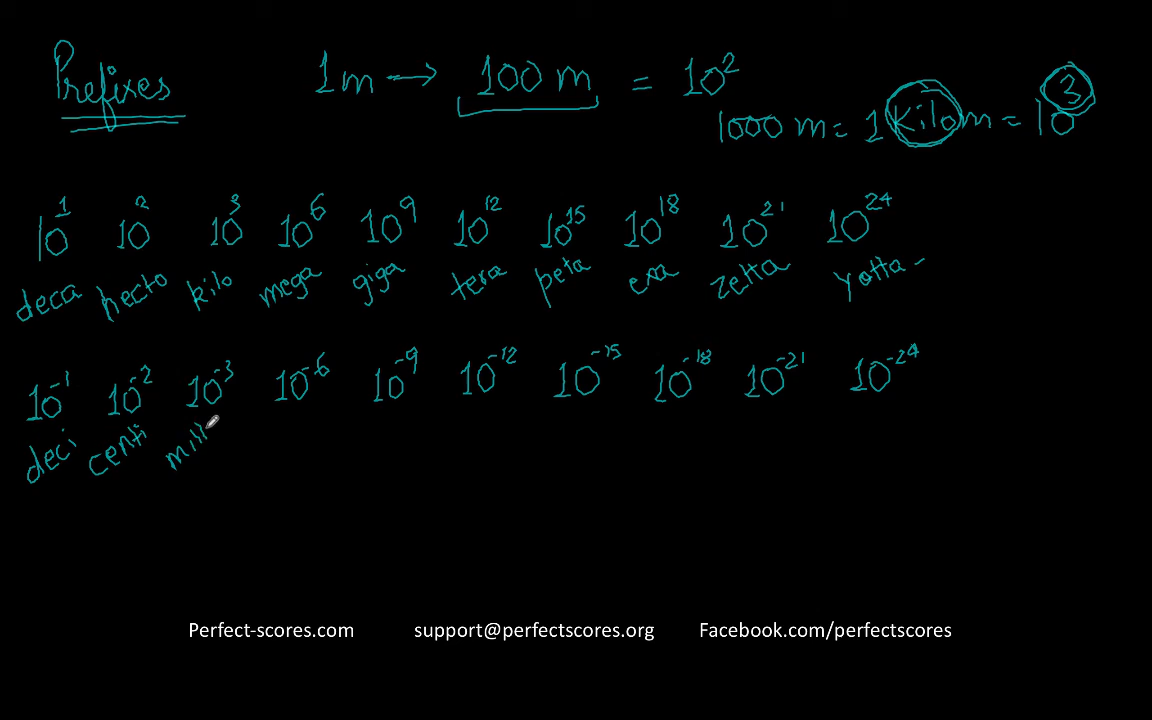 Prefixes 1m → 100 m = 10²
1000 m = 1 Kilo m = 10³
10¹ 10² 10³ 10⁶ 10⁹ 10¹² 10¹⁵ 10¹⁸ 10²¹ 10²⁴
deca hecto kilo mega giga tera peta exa zetta yotta -
10⁻¹ 10⁻² 10⁻³ 10⁻⁶ 10⁻⁹ 10⁻¹² 10⁻¹⁵ 10⁻¹⁸ 10⁻²¹ 10⁻²⁴
deci centi mill
Perfect-scores.com support@perfectscores.org Facebook.com/perfectscores